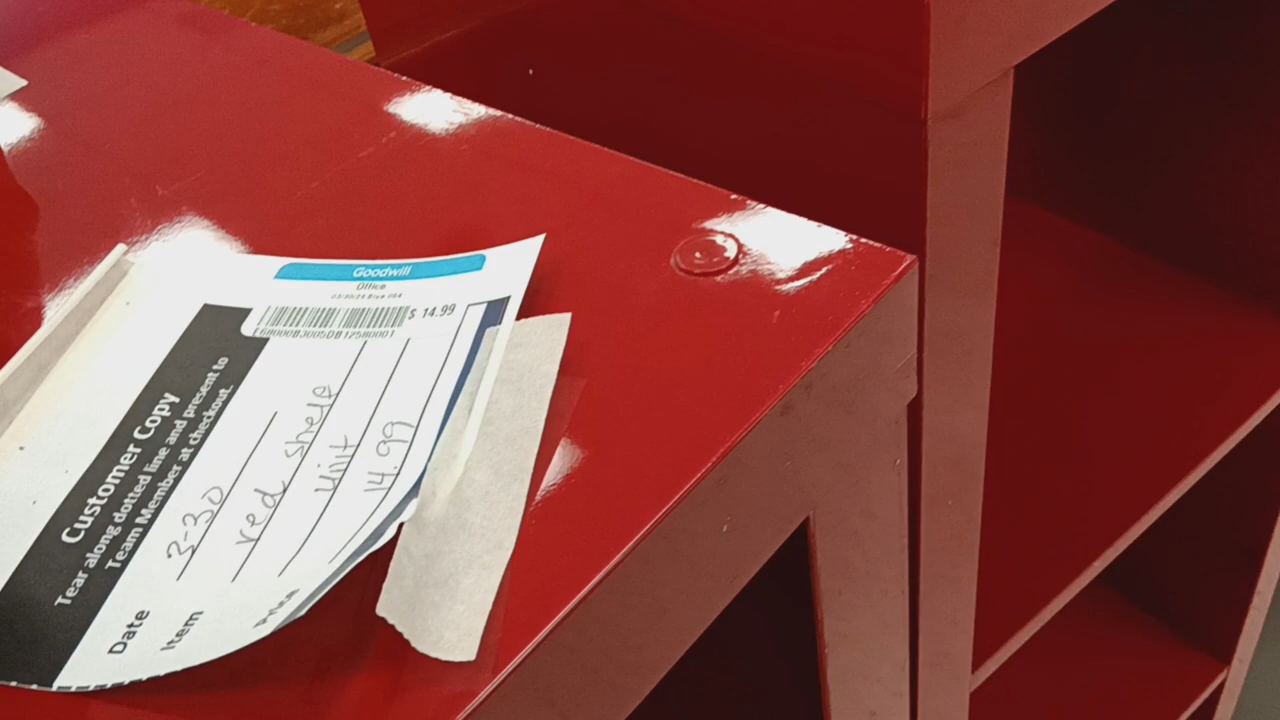 Goodwill
Office
$ 14.99
Customer Copy
Tear along dotted line and present to
Team Member at checkout.
Date 3-30
Item red shelf
unit
Price 14.99